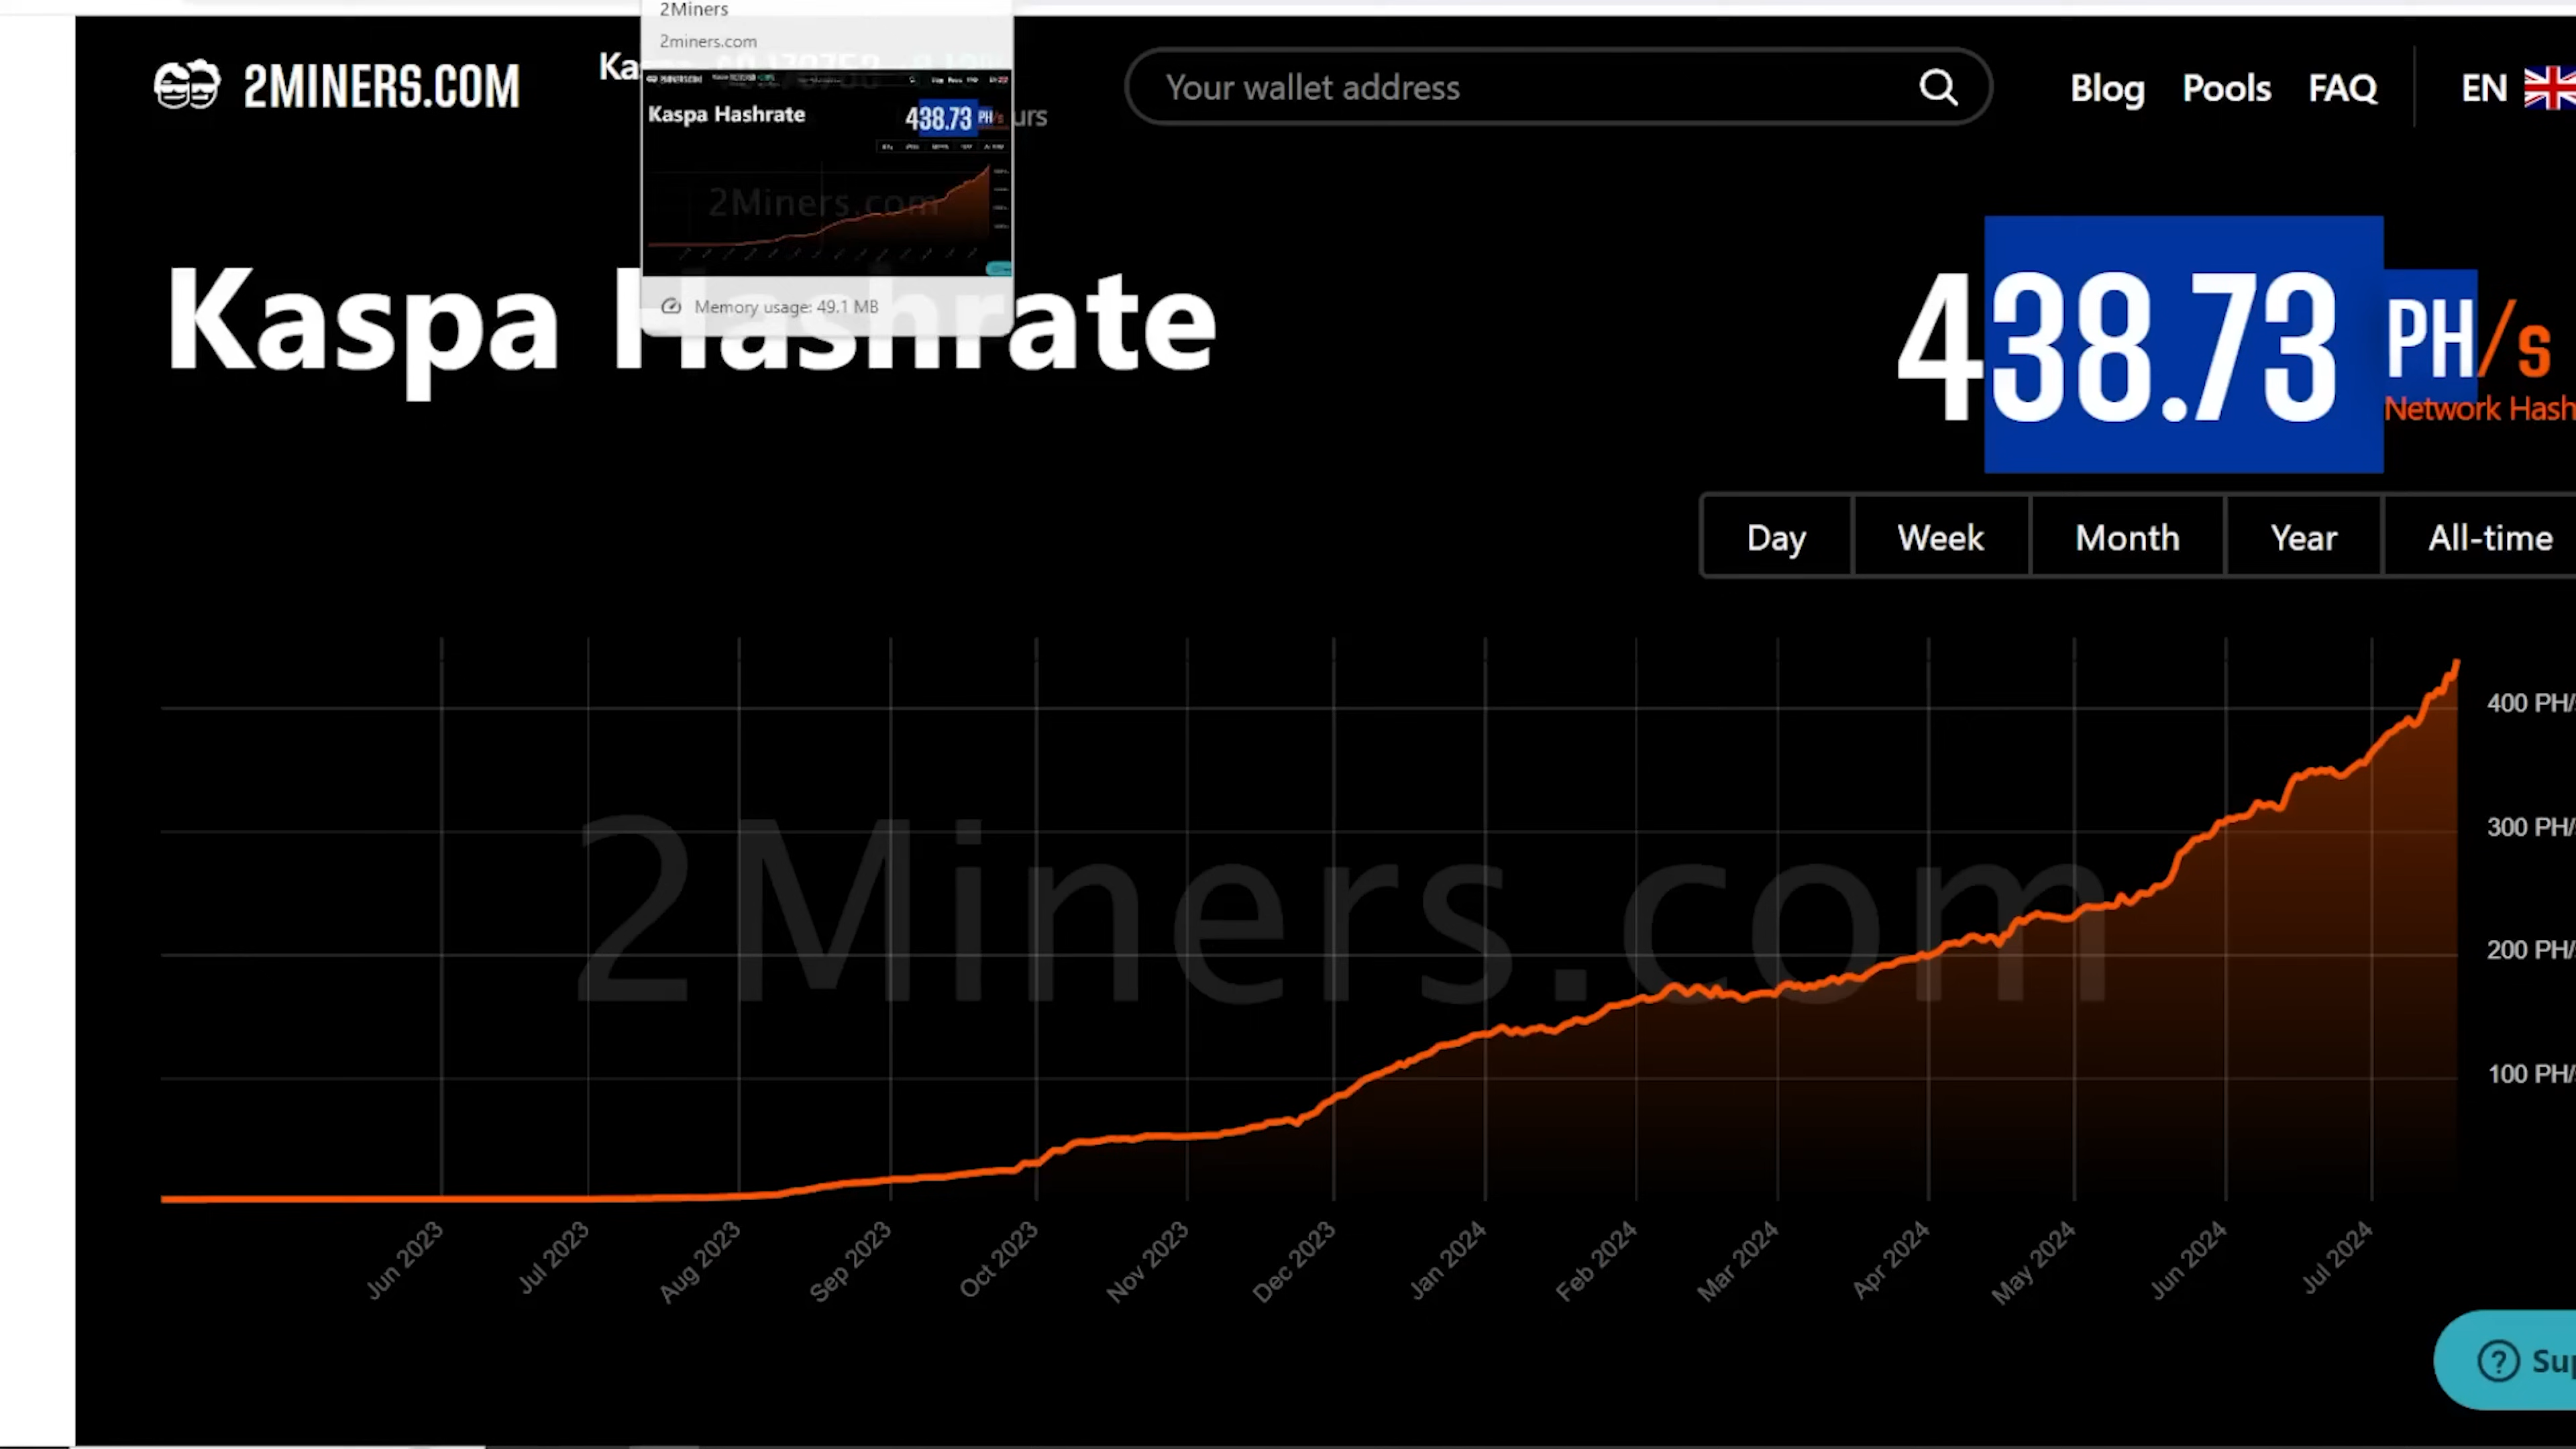 2Miners
2miners.com
2MINERS.COM
Your wallet address
Blog
Pools
FAQ
EN
Kaspa Hashrate
438.73 PH/s
Memory usage: 49.1 MB
Kaspa Hashrate
438.73 PH/s
Network Hash
Day
Week
Month
Year
All-time
2Miners.com
2Miners.com
400 PH/
300 PH/
200 PH/
100 PH/
Jun 2023
Jul 2023
Aug 2023
Sep 2023
Oct 2023
Nov 2023
Dec 2023
Jan 2024
Feb 2024
Mar 2024
Apr 2024
May 2024
Jun 2024
Jul 2024